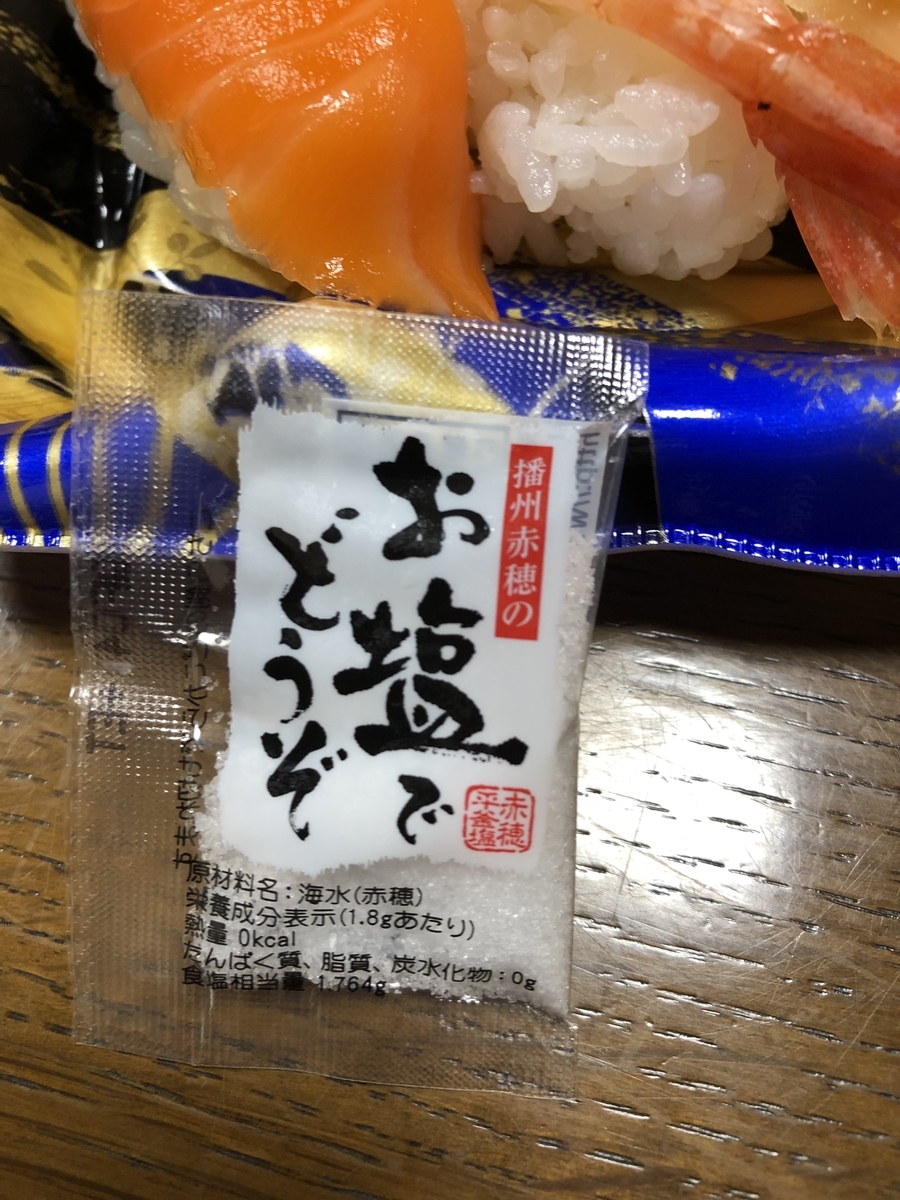 播州赤穂の
お塩で
どうぞ
赤穂
平釜塩
原材料名：海水(赤穂)
栄養成分表示(1.8gあたり)
熱量 0kcal
たんぱく質、脂質、炭水化物：0g
食塩相当量 1.764g